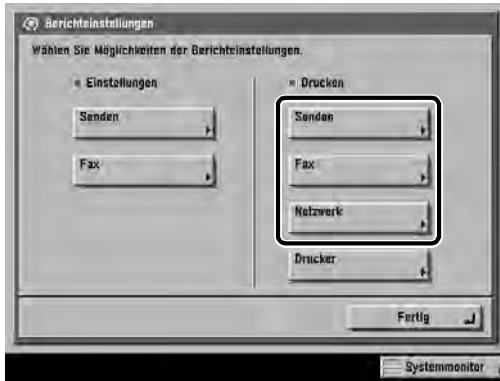 Berichteinstellungen
Wählen Sie Möglichkeiten der Berichteinstellungen.
Einstellungen
Senden
Fax
Drucken
Senden
Fax
Netzwerk
Drucker
Fertig
Systemmonitor